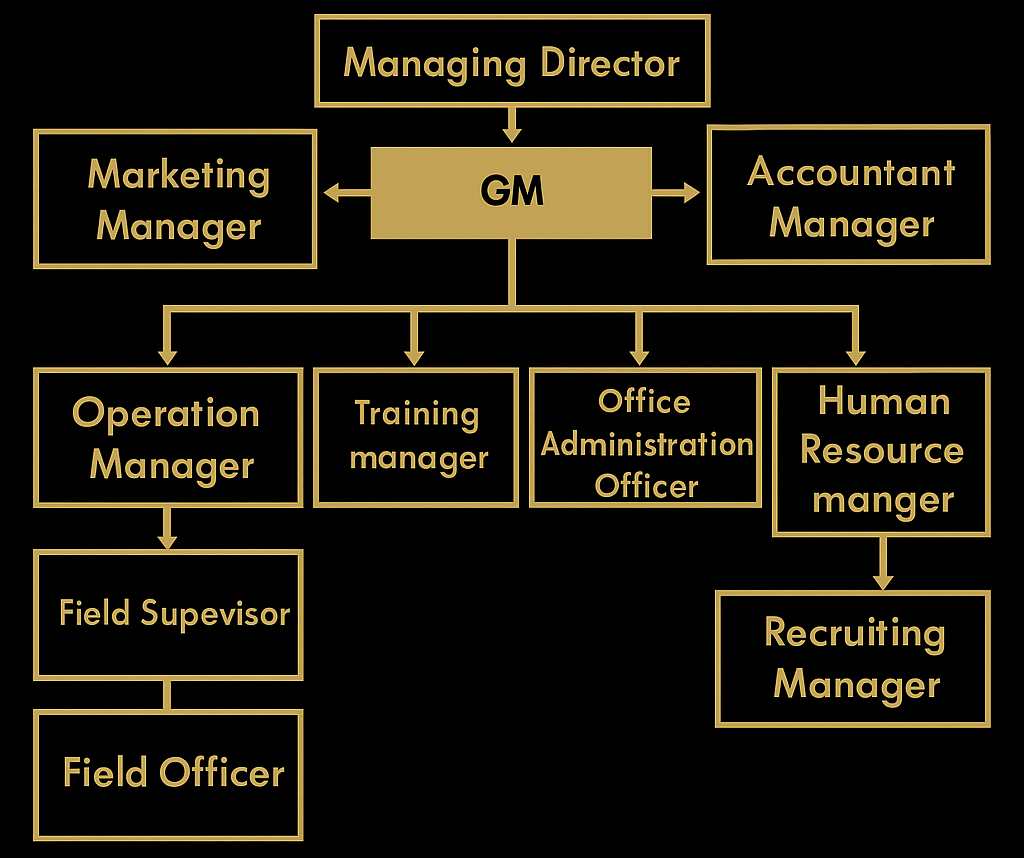 Managing Director
Marketing
Manager
GM
Accountant
Manager
Operation
Manager
Training
manager
Office
Administration
Officer
Human
Resource
manger
Field Supevisor
Recruiting
Manager
Field Officer